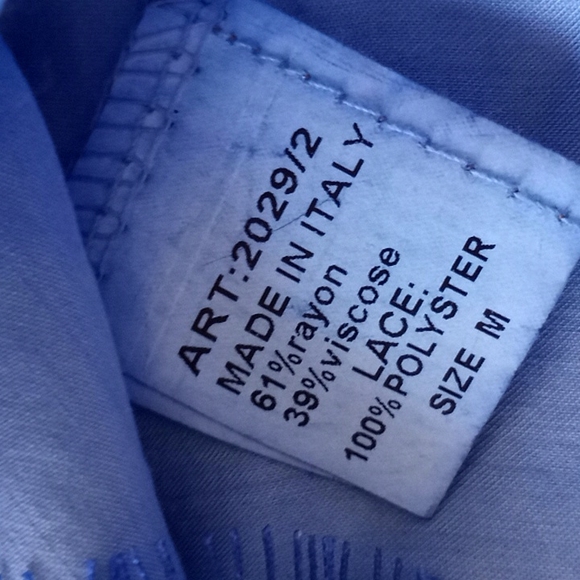 ART:2029/2
MADE IN ITALY
61%rayon
39%viscose
LACE:
100%POLYSTER
SIZE M